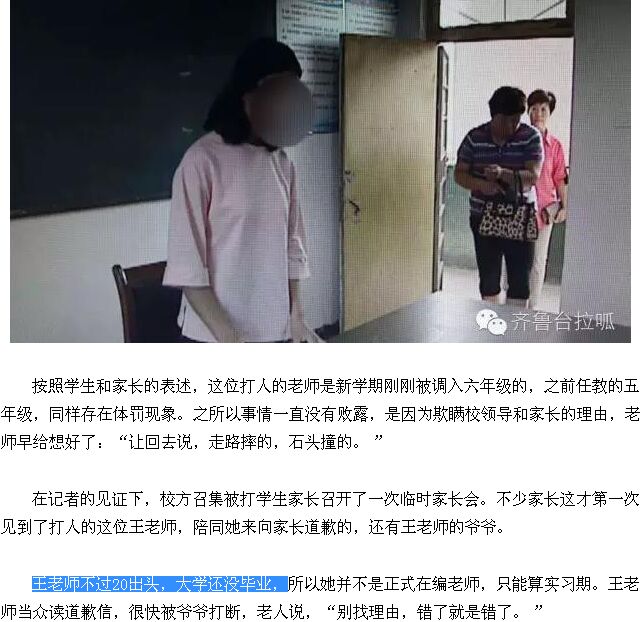 齐鲁台拉呱
按照学生和家长的表述，这位打人的老师是新学期刚刚被调入六年级的，之前任教的五
年级，同样存在体罚现象。之所以事情一直没有败露，是因为欺瞒校领导和家长的理由，老
师早给想好了：“让回去说，走路摔的，石头撞的。”
在记者的见证下，校方召集被打学生家长召开了一次临时家长会。不少家长这才第一次
见到了打人的这位王老师，陪同她来向家长道歉的，还有王老师的爷爷。
王老师不过20出头，大学还没毕业，所以她并不是正式在编老师，只能算实习期。王老
师当众读道歉信，很快被爷爷打断，老人说，“别找理由，错了就是错了。”